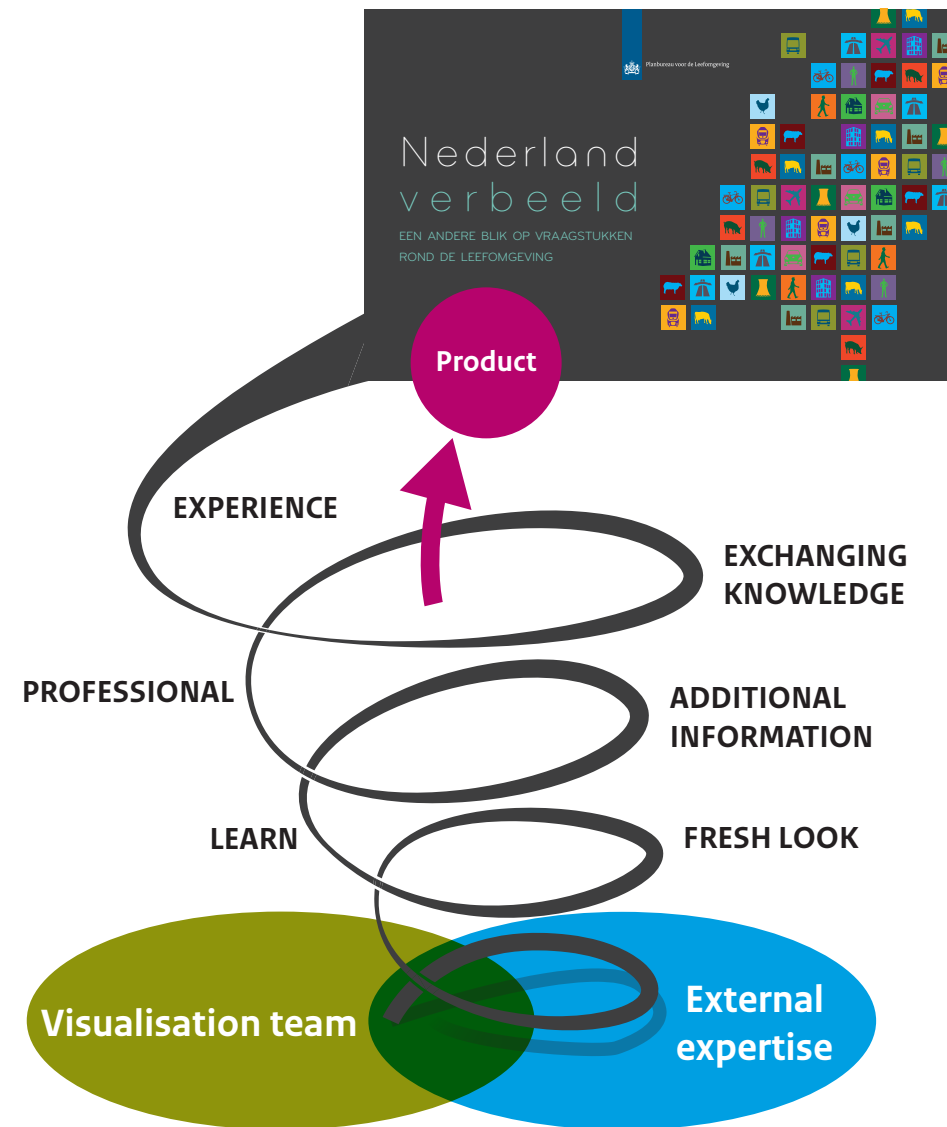 Planbureau voor de Leefomgeving
Nederland
verbeeld
EEN ANDERE BLIK OP VRAAGSTUKKEN
ROND DE LEEFOMGEVING
Product
EXPERIENCE
EXCHANGING
KNOWLEDGE
PROFESSIONAL
ADDITIONAL
INFORMATION
LEARN
FRESH LOOK
Visualisation team
External
expertise